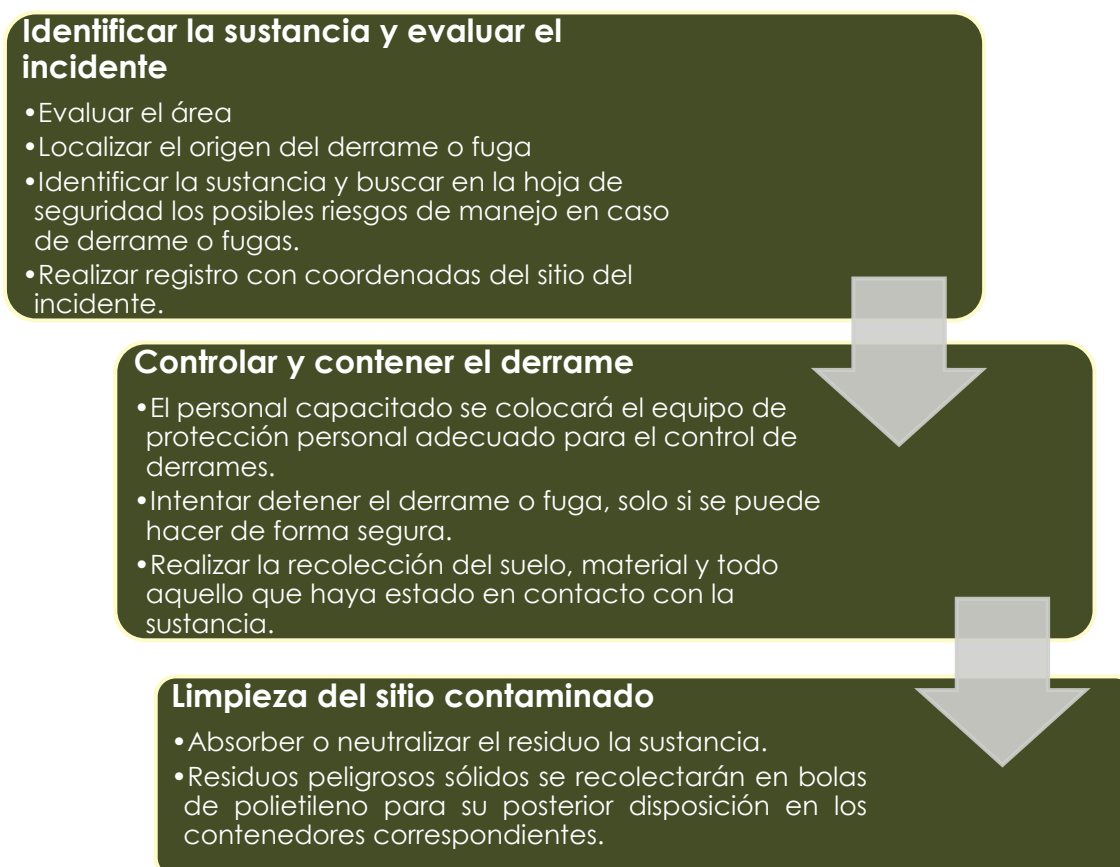 Identificar la sustancia y evaluar el
incidente
•Evaluar el área
•Localizar el origen del derrame o fuga
•Identificar la sustancia y buscar en la hoja de
seguridad los posibles riesgos de manejo en caso
de derrame o fugas.
•Realizar registro con coordenadas del sitio del
incidente.
Controlar y contener el derrame
•El personal capacitado se colocará el equipo de
protección personal adecuado para el control de
derrames.
•Intentar detener el derrame o fuga, solo si se puede
hacer de forma segura.
•Realizar la recolección del suelo, material y todo
aquello que haya estado en contacto con la
sustancia.
Limpieza del sitio contaminado
•Absorber o neutralizar el residuo la sustancia.
•Residuos peligrosos sólidos se recolectarán en bolas
de polietileno para su posterior disposición en los
contenedores correspondientes.